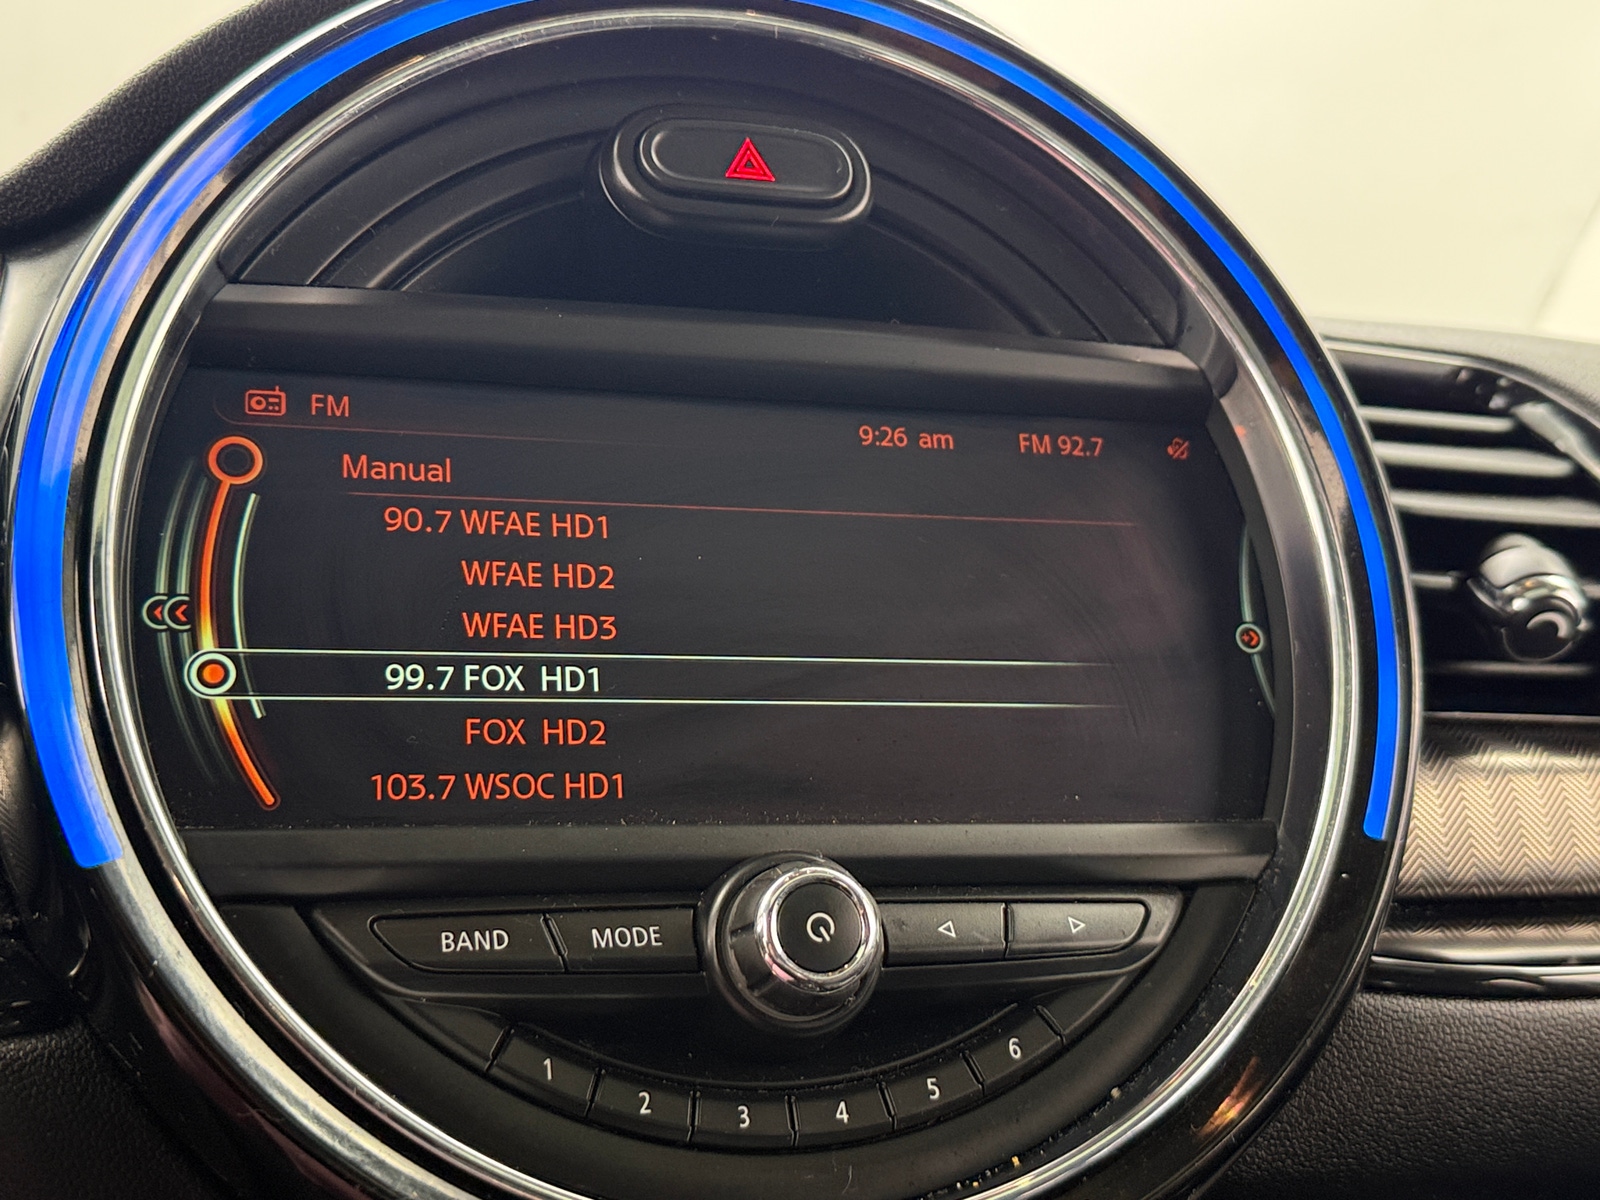 FM
9:26 am FM 92.7
Manual
90.7 WFAE HD1
WFAE HD2
WFAE HD3
99.7 FOX HD1
FOX HD2
103.7 WSOC HD1
BAND MODE
1 2 3 4 5 6